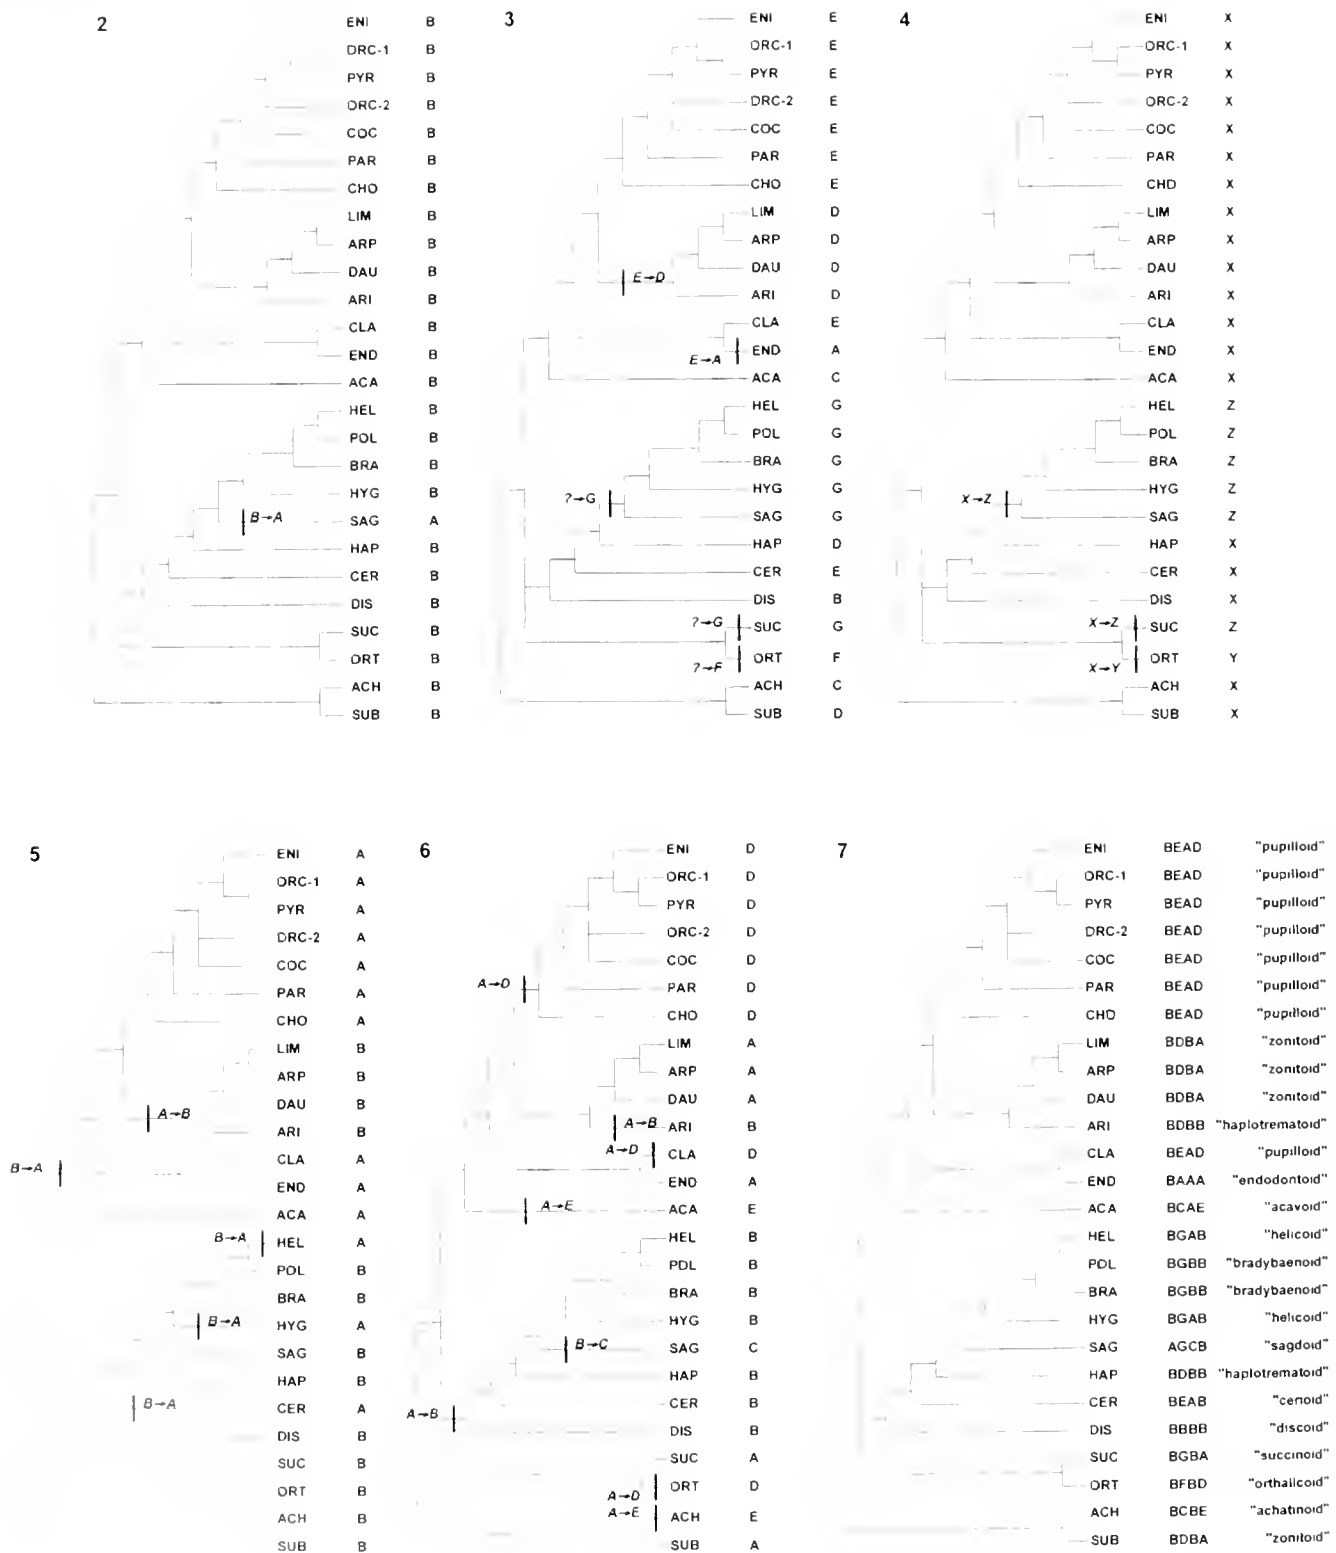 2
ENI B
DRC-1 B
PYR B
ORC-2 B
COC B
PAR B
CHO B
LIM B
ARP B
DAU B
ARI B
CLA B
END B
ACA B
HEL B
POL B
BRA B
HYG B
B→A SAG A
HAP B
CER B
DIS B
SUC B
ORT B
ACH B
SUB B
3
ENI E
ORC-1 E
PYR E
DRC-2 E
COC E
PAR E
CHO E
LIM D
ARP D
DAU D
E→D
ARI D
CLA E
E→A END A
ACA C
HEL G
POL G
BRA G
?→G HYG G
SAG G
HAP D
CER E
DIS B
?→G SUC G
?→F ORT F
ACH C
SUB D
4
ENI X
ORC-1 X
PYR X
ORC-2 X
COC X
PAR X
CHD X
LIM X
ARP X
DAU X
ARI X
CLA X
END X
ACA X
HEL Z
POL Z
BRA Z
X→Z HYG Z
SAG Z
HAP X
CER X
DIS X
X→Z SUC Z
X→Y ORT Y
ACH X
SUB X
5
ENI A
ORC-1 A
PYR A
DRC-2 A
COC A
PAR A
CHO A
LIM B
ARP B
DAU B
A→B
ARI B
CLA A
B→A
END A
ACA A
B→A HEL A
POL B
BRA B
B→A HYG A
SAG B
HAP B
B→A CER A
DIS B
SUC B
ORT B
ACH B
SUB B
6
ENI D
ORC-1 D
PYR D
ORC-2 D
COC D
A→D PAR D
CHO D
LIM A
ARP A
DAU A
A→B ARI B
A→D CLA D
END A
A→E ACA E
HEL B
PDL B
BRA B
HYG B
B→C SAG C
HAP B
CER B
A→B
DIS B
SUC A
A→D ORT D
A→E ACH E
SUB A
7
ENI BEAD "pupilloid"
ORC-1 BEAD "pupilloid"
PYR BEAD "pupilloid"
DRC-2 BEAD "pupilloid"
COC BEAD "pupilloid"
PAR BEAD "pupilloid"
CHD BEAD "pupilloid"
LIM BDBA "zonitoid"
ARP BDBA "zonitoid"
DAU BDBA "zonitoid"
ARI BDBB "haplotrematoid"
CLA BEAD "pupilloid"
END BAAA "endodontoid"
ACA BCAE "acavoid"
HEL BGAB "helicoid"
POL BGBB "bradybaenoid"
BRA BGBB "bradybaenoid"
HYG BGAB "helicoid"
SAG AGCB "sagdoid"
HAP BDBB "haplotrematoid"
CER BEAB "cerioid"
DIS BBBB "discoid"
SUC BGBA "succinoid"
ORT BFBD "orthalicoid"
ACH BCBE "achatinoid"
SUB BDBA "zonitoid"